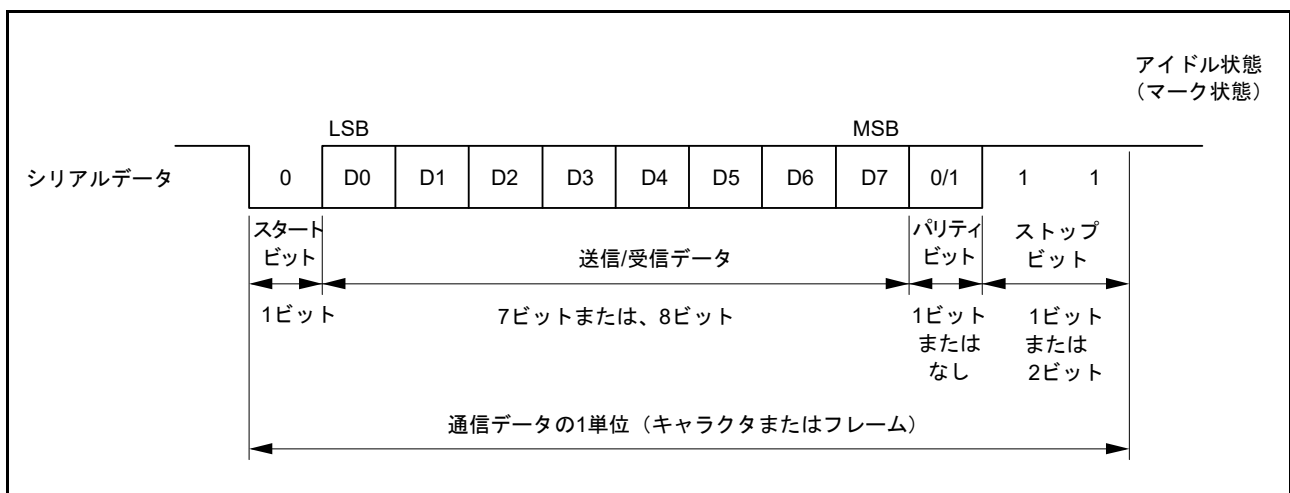 アイドル状態
（マーク状態）
LSB
MSB
シリアルデータ
0
D0
D1
D2
D3
D4
D5
D6
D7
0/1
1
1
スタート
ビット
送信/受信データ
パリティ
ビット
ストップ
ビット
1ビット
7ビットまたは、8ビット
1ビット
または
なし
1ビット
または
2ビット
通信データの1単位（キャラクタまたはフレーム）